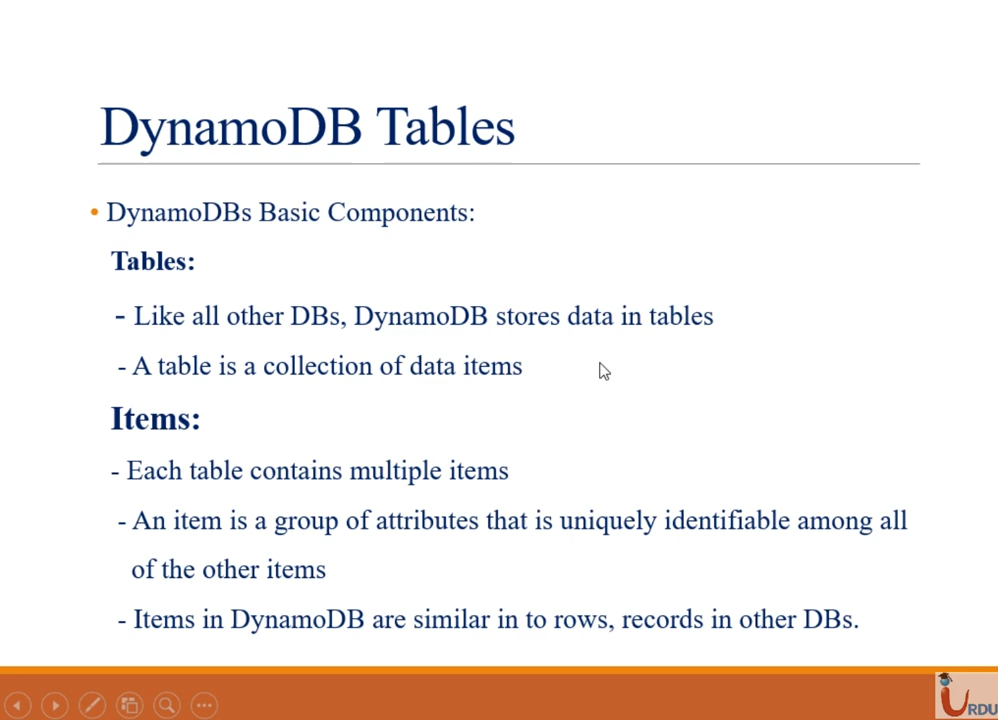 DynamoDB Tables
• DynamoDBs Basic Components:
Tables:
- Like all other DBs, DynamoDB stores data in tables
- A table is a collection of data items
Items:
- Each table contains multiple items
- An item is a group of attributes that is uniquely identifiable among all
of the other items
- Items in DynamoDB are similar in to rows, records in other DBs.
URDU